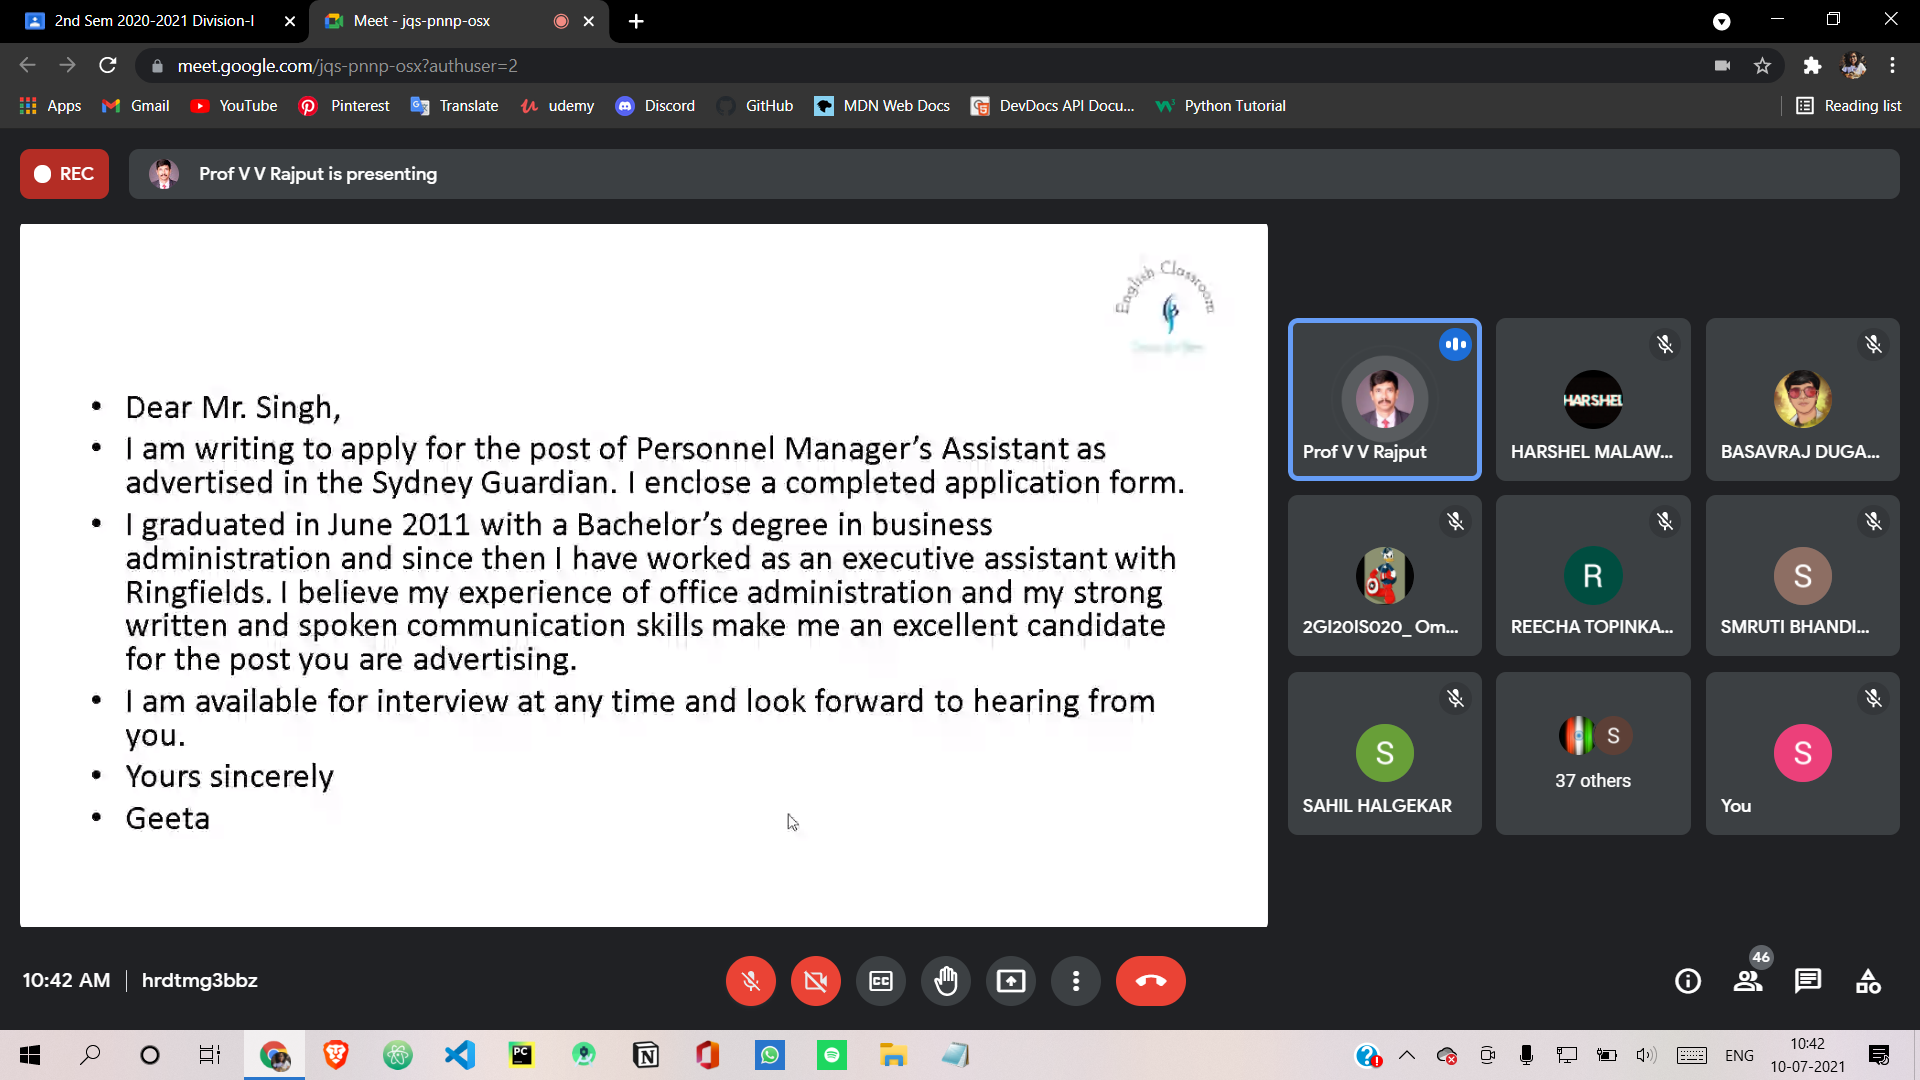 2nd Sem 2020-2021 Division-I
Meet - jqs-pnnp-osx
meet.google.com/jqs-pnnp-osx?authuser=2
Apps Gmail YouTube Pinterest Translate udemy Discord GitHub MDN Web Docs DevDocs API Docu... Python Tutorial Reading list
REC Prof V V Rajput is presenting
English Classroom
• Dear Mr. Singh,
• I am writing to apply for the post of Personnel Manager’s Assistant as
advertised in the Sydney Guardian. I enclose a completed application form.
• I graduated in June 2011 with a Bachelor’s degree in business
administration and since then I have worked as an executive assistant with
Ringfields. I believe my experience of office administration and my strong
written and spoken communication skills make me an excellent candidate
for the post you are advertising.
• I am available for interview at any time and look forward to hearing from
you.
• Yours sincerely
• Geeta
Prof V V Rajput
HARSHEL
HARSHEL MALAW...
BASAVRAJ DUGA...
2GI20IS020_ Om...
R
REECHA TOPINKA...
S
SMRUTI BHANDI...
S
SAHIL HALGEKAR
S
37 others
S
You
10:42 AM | hrdtmg3bbz
CC
46
PC
N
ENG
10:42
10-07-2021